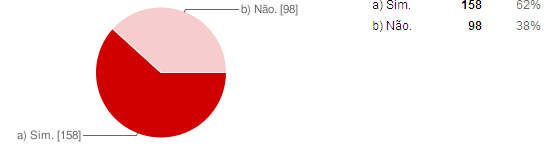 b) Não. [98]
a) Sim. [158]
a) Sim. 158 62%
b) Não. 98 38%